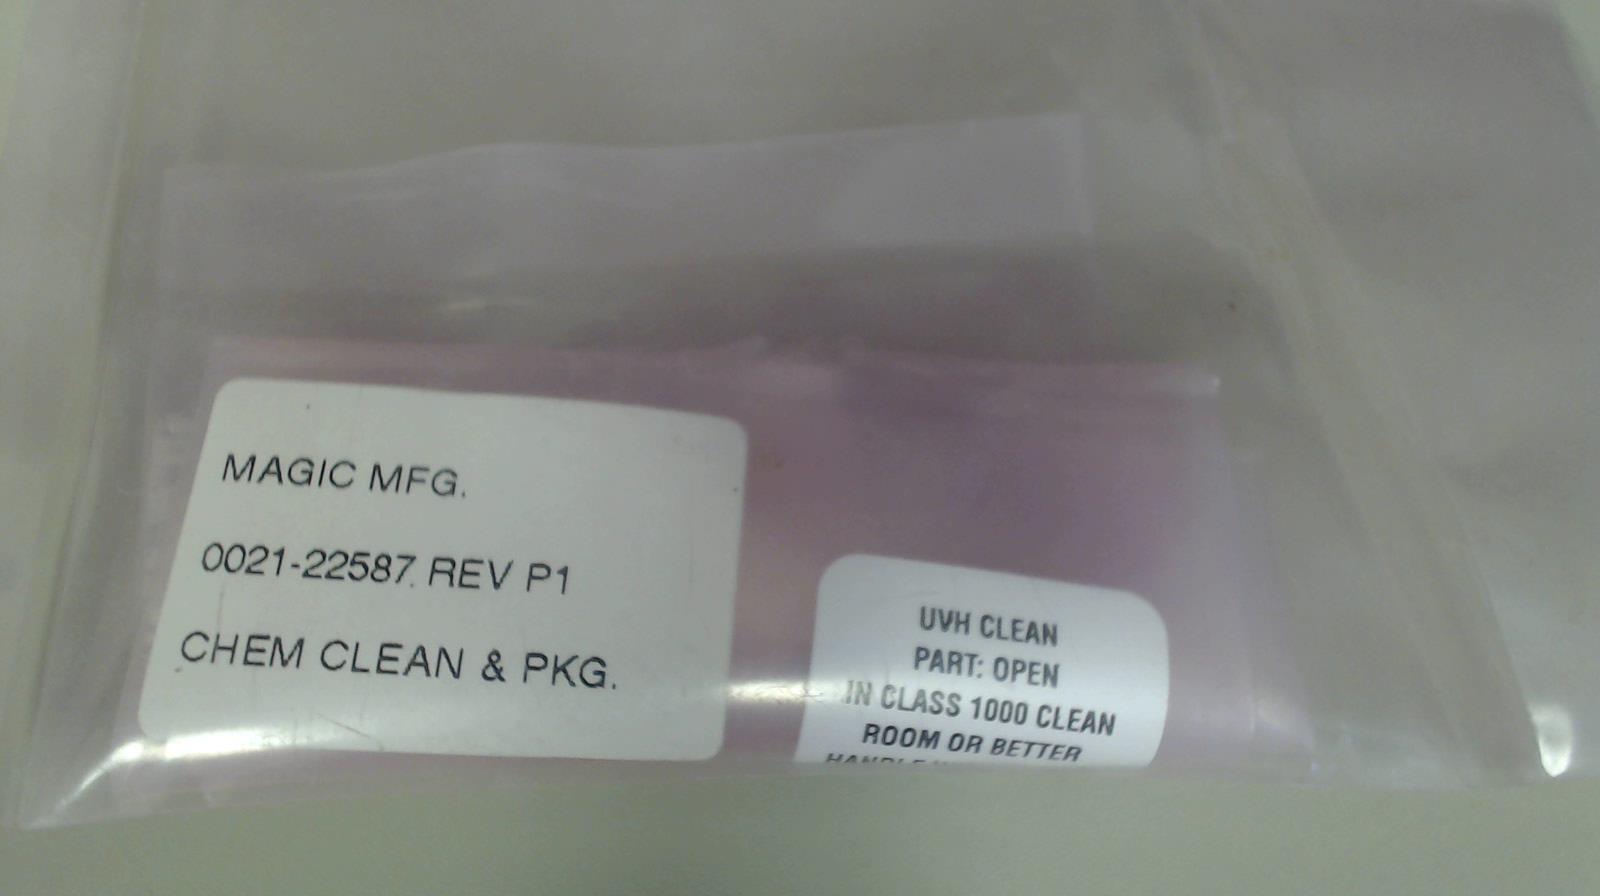 MAGIC MFG.
0021-22587. REV P1
CHEM CLEAN & PKG.
UVH CLEAN
PART: OPEN
IN CLASS 1000 CLEAN
ROOM OR BETTER